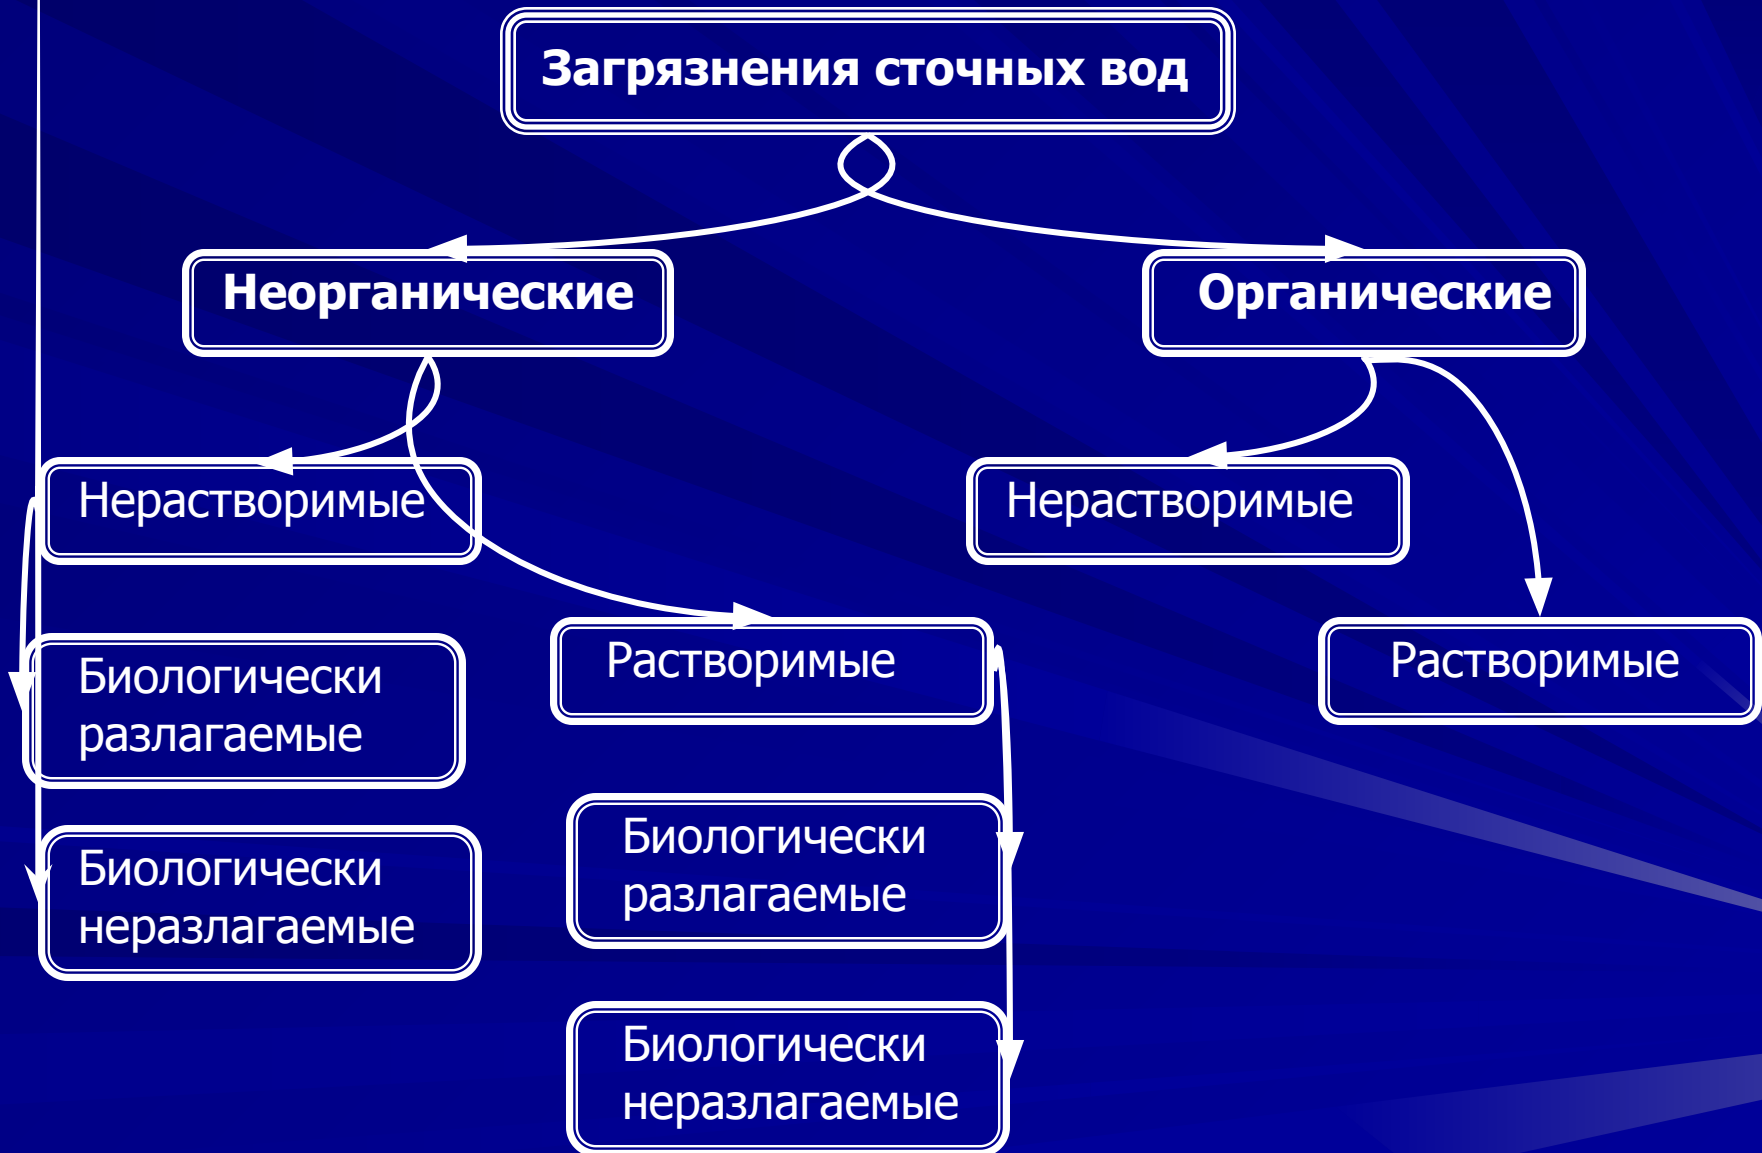 Загрязнения сточных вод
Неорганические
Органические
Нерастворимые
Нерастворимые
Растворимые
Растворимые
Биологически
разлагаемые
Биологически
разлагаемые
Биологически
неразлагаемые
Биологически
неразлагаемые